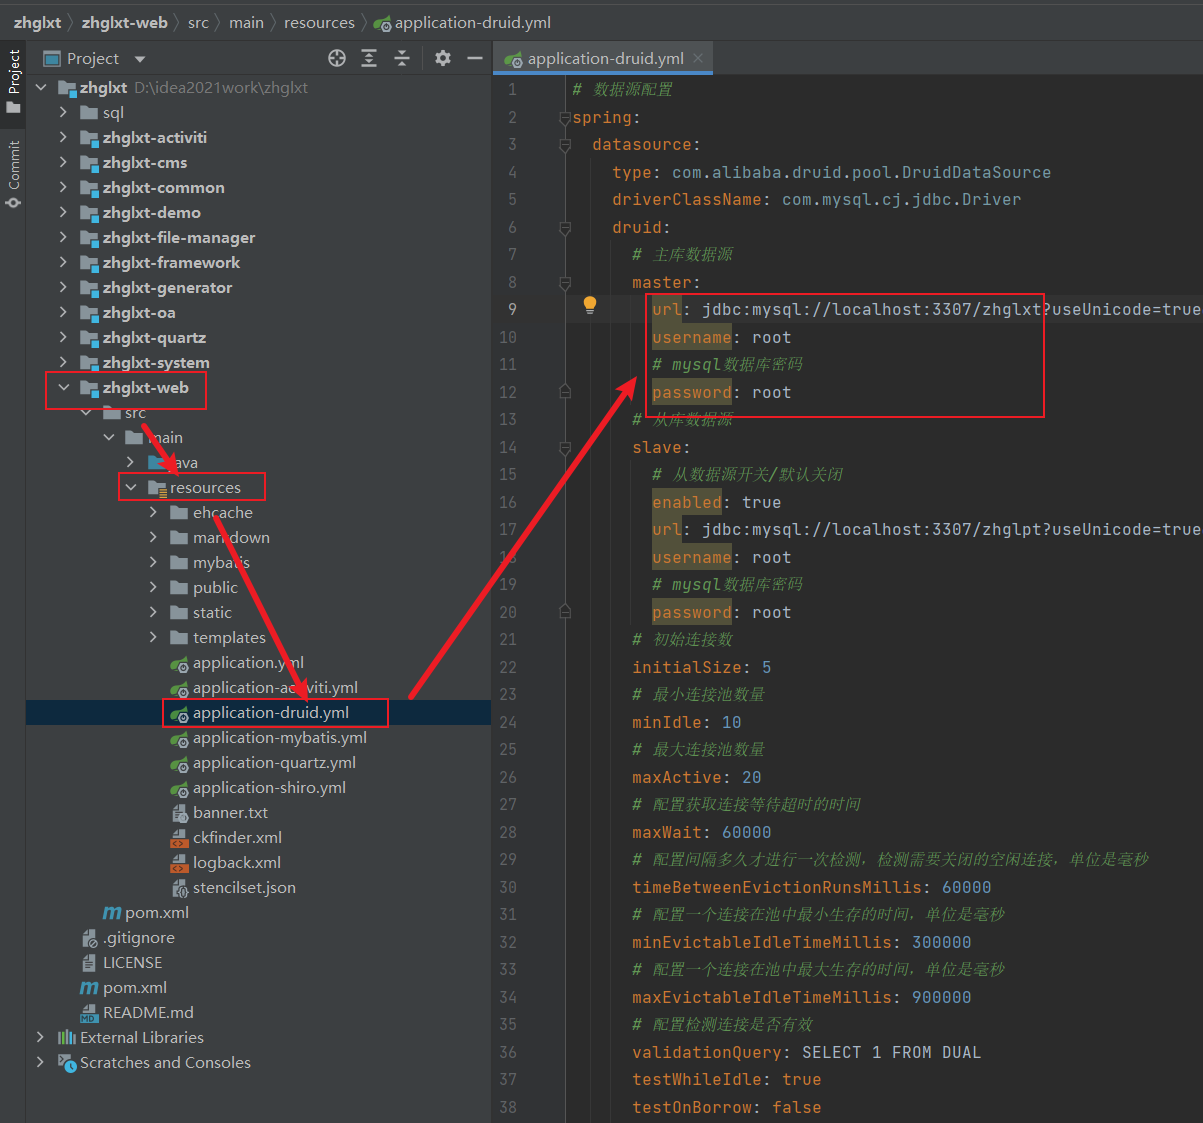 zhglxt zhglxt-web src main resources application-druid.yml
Project
Commit
Project
zhglxt D:\idea2021work\zhglxt
sql
zhglxt-activiti
zhglxt-cms
zhglxt-common
zhglxt-demo
zhglxt-file-manager
zhglxt-framework
zhglxt-generator
zhglxt-oa
zhglxt-quartz
zhglxt-system
zhglxt-web
src
main
java
resources
ehcache
markdown
mybatis
public
static
templates
application.yml
application-activiti.yml
application-druid.yml
application-mybatis.yml
application-quartz.yml
application-shiro.yml
banner.txt
ckfinder.xml
logback.xml
stencilset.json
pom.xml
.gitignore
LICENSE
pom.xml
README.md
External Libraries
Scratches and Consoles
application-druid.yml
1 # 数据源配置
2 spring:
3 datasource:
4 type: com.alibaba.druid.pool.DruidDataSource
5 driverClassName: com.mysql.cj.jdbc.Driver
6 druid:
7 # 主库数据源
8 master:
9 url: jdbc:mysql://localhost:3307/zhglxt?useUnicode=true
10 username: root
11 # mysql数据库密码
12 password: root
13 # 从库数据源
14 slave:
15 # 从数据源开关/默认关闭
16 enabled: true
17 url: jdbc:mysql://localhost:3307/zhglpt?useUnicode=true
18 username: root
19 # mysql数据库密码
20 password: root
21 # 初始连接数
22 initialSize: 5
23 # 最小连接池数量
24 minIdle: 10
25 # 最大连接池数量
26 maxActive: 20
27 # 配置获取连接等待超时的时间
28 maxWait: 60000
29 # 配置间隔多久才进行一次检测，检测需要关闭的空闲连接，单位是毫秒
30 timeBetweenEvictionRunsMillis: 60000
31 # 配置一个连接在池中最小生存的时间，单位是毫秒
32 minEvictableIdleTimeMillis: 300000
33 # 配置一个连接在池中最大生存的时间，单位是毫秒
34 maxEvictableIdleTimeMillis: 900000
35 # 配置检测连接是否有效
36 validationQuery: SELECT 1 FROM DUAL
37 testWhileIdle: true
38 testOnBorrow: false